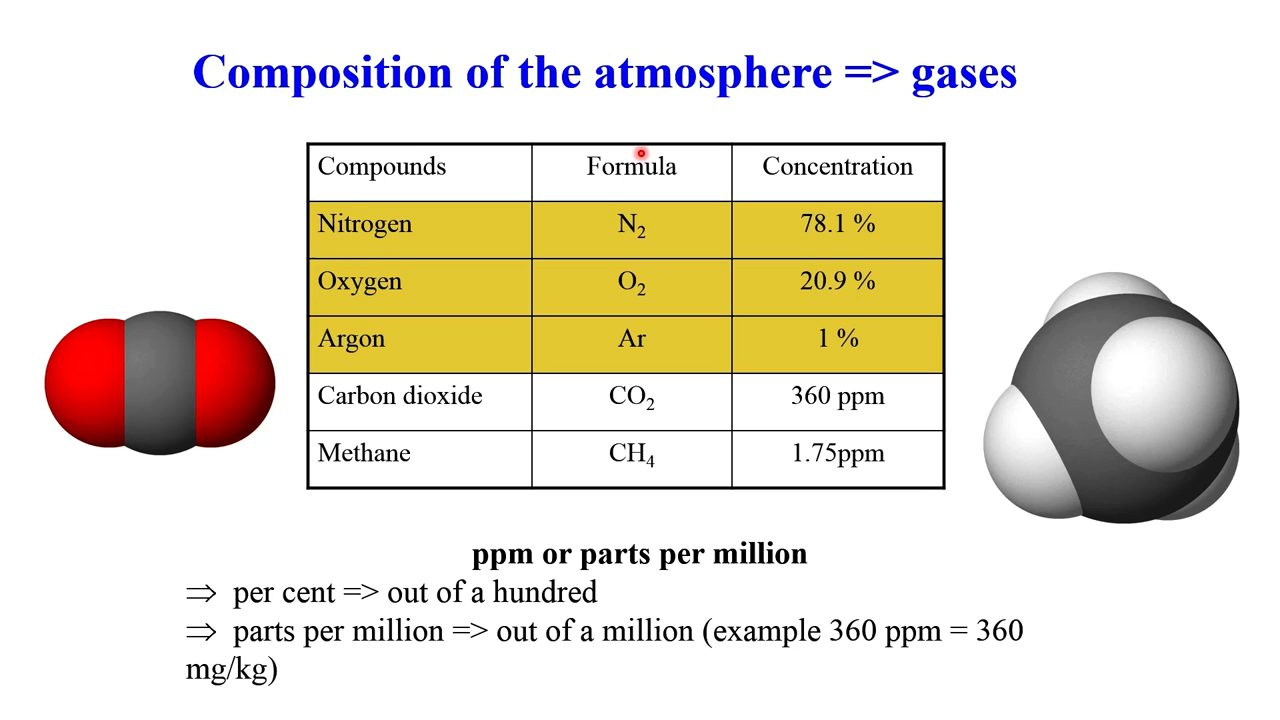 Composition of the atmosphere => gases
Compounds Formula Concentration
Nitrogen N₂ 78.1 %
Oxygen O₂ 20.9 %
Argon Ar 1 %
Carbon dioxide CO₂ 360 ppm
Methane CH₄ 1.75ppm
ppm or parts per million
⇒ per cent => out of a hundred
⇒ parts per million => out of a million (example 360 ppm = 360
mg/kg)